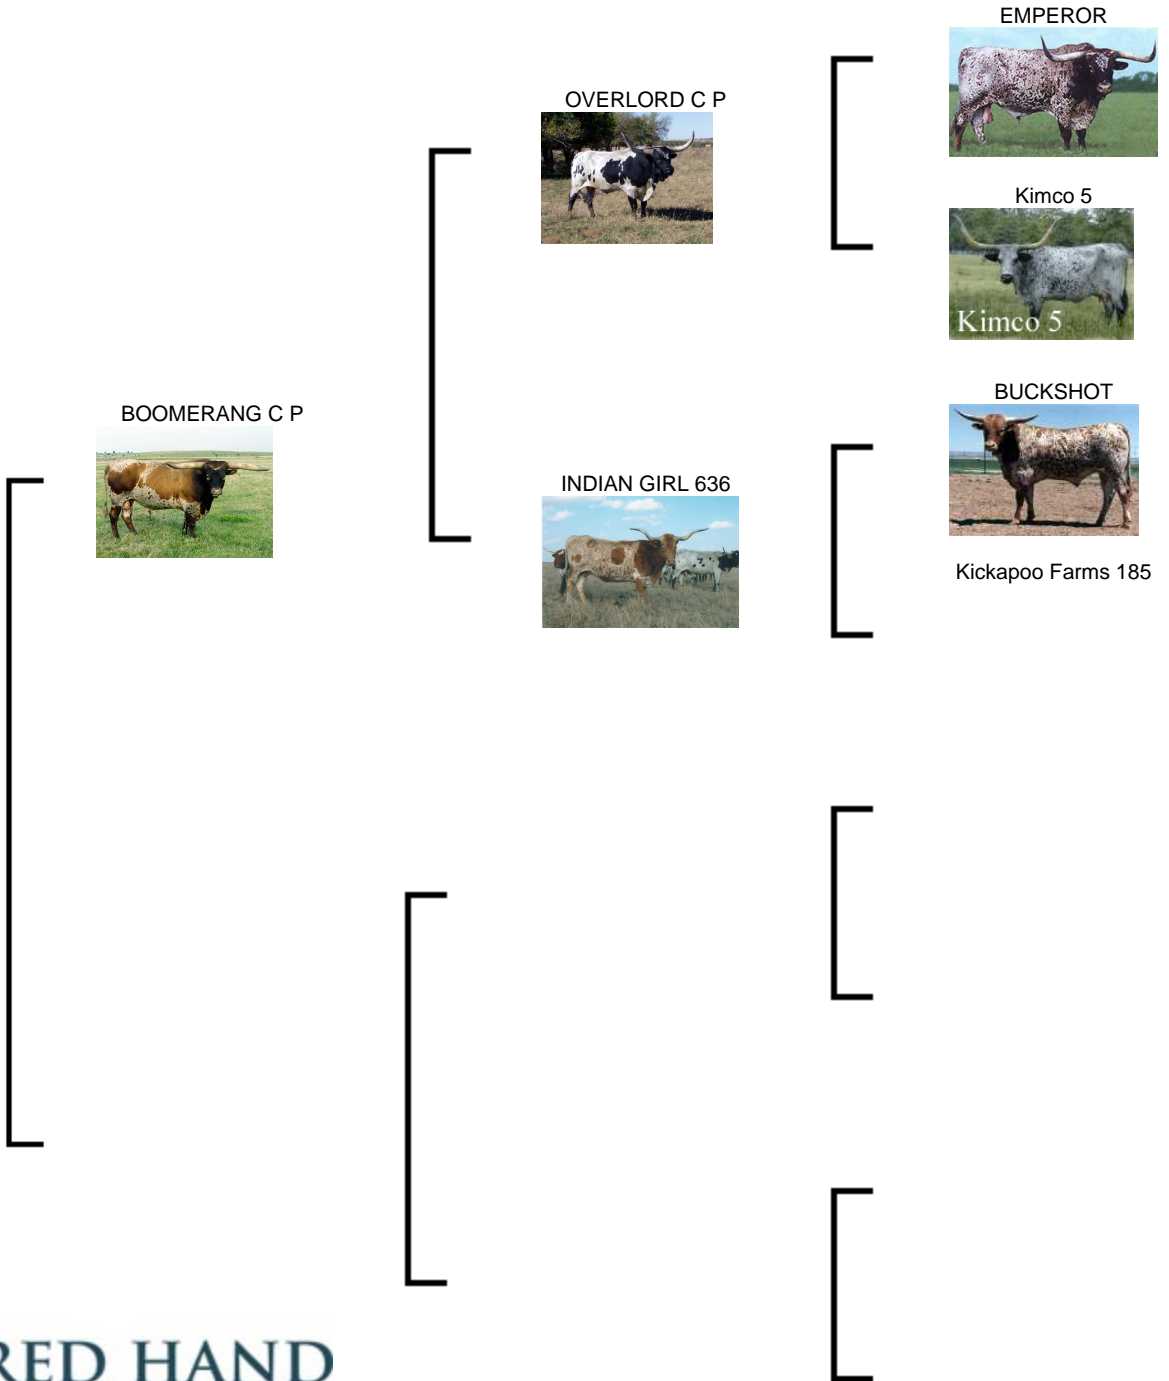 EMPEROR
OVERLORD C P
Kimco 5
Kimco 5
BUCKSHOT
BOOMERANG C P
INDIAN GIRL 636
Kickapoo Farms 185
RED HAND